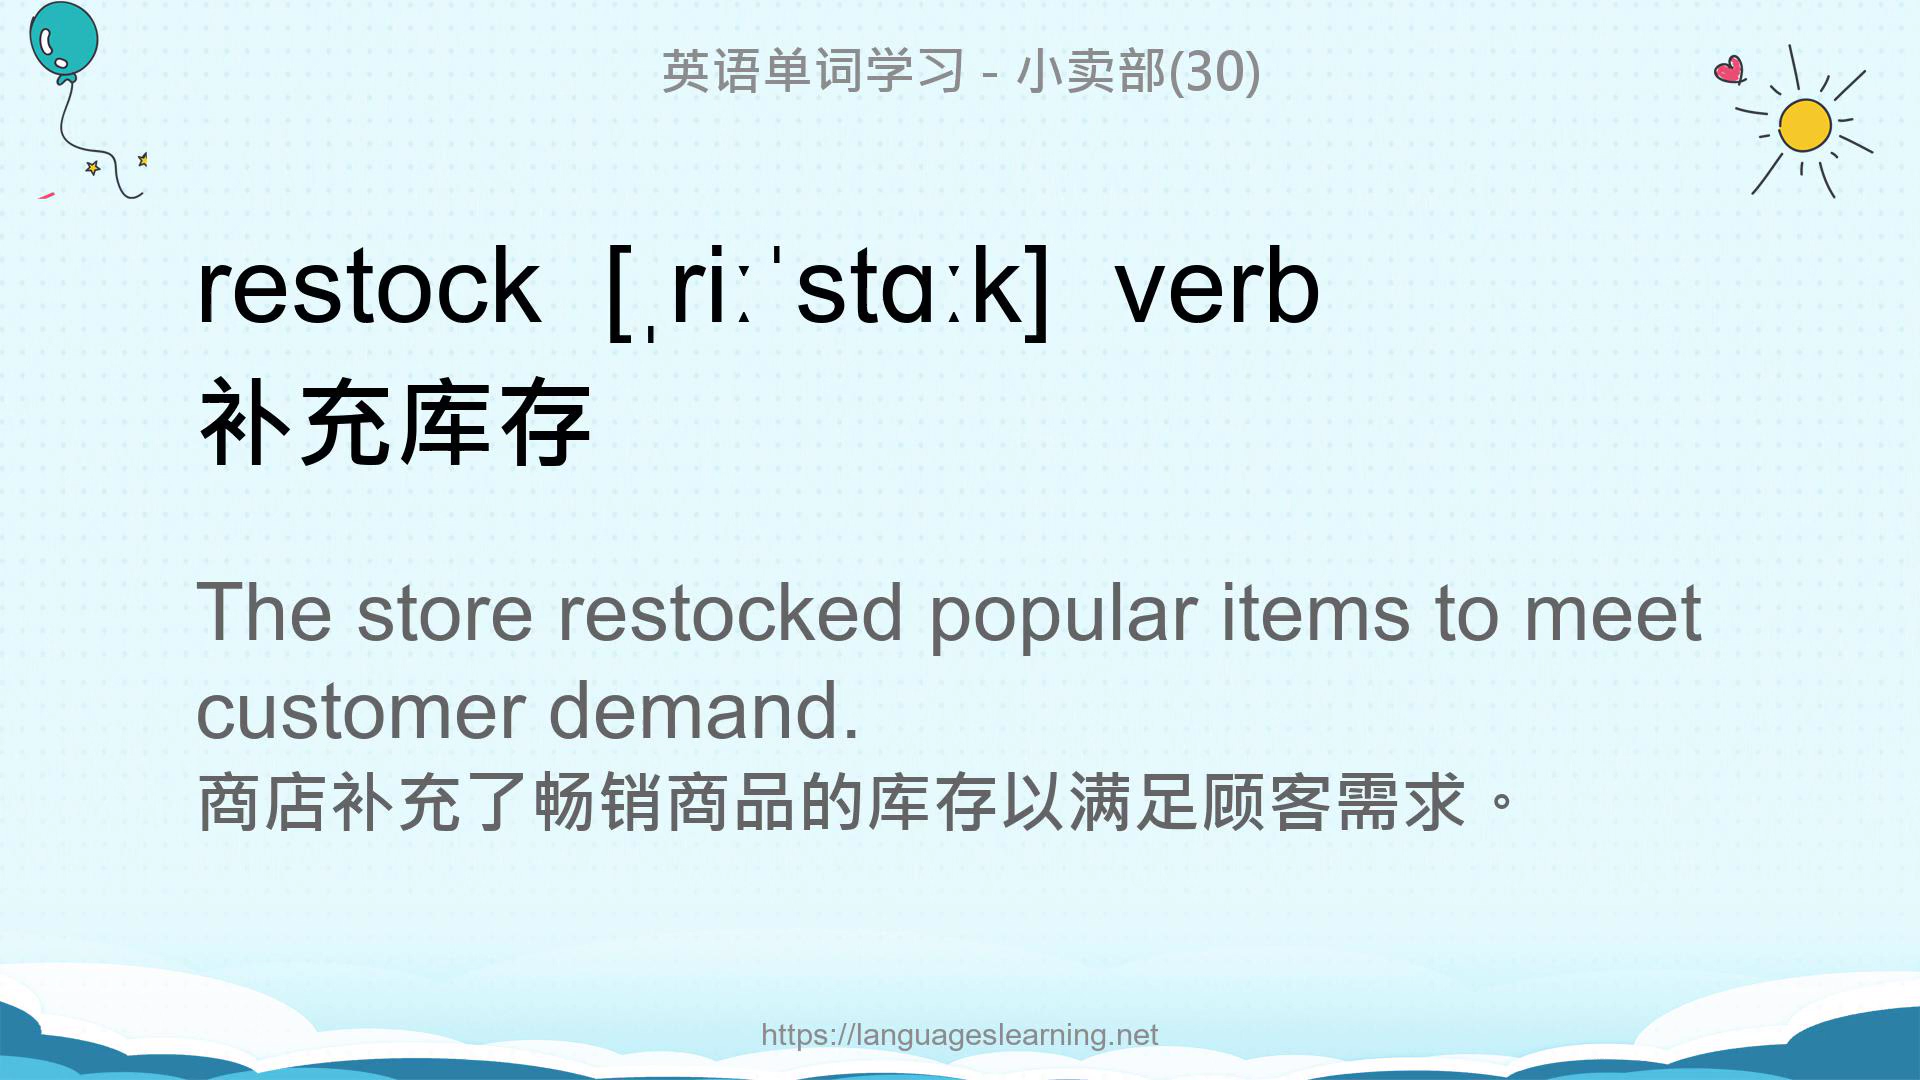 英语单词学习 - 小卖部(30)
restock [ˌriːˈstɑːk] verb
补充库存
The store restocked popular items to meet
customer demand.
商店补充了畅销商品的库存以满足顾客需求。
https://languageslearning.net